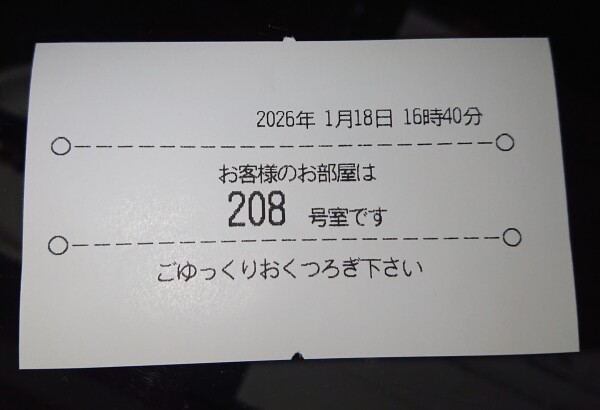 2026年 1月18日 16時40分
お客様のお部屋は
208 号室です
ごゆっくりおくつろぎ下さい